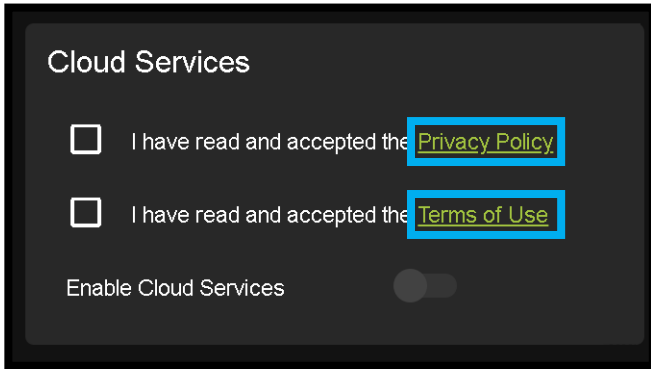 Cloud Services
I have read and accepted the Privacy Policy
I have read and accepted the Terms of Use
Enable Cloud Services